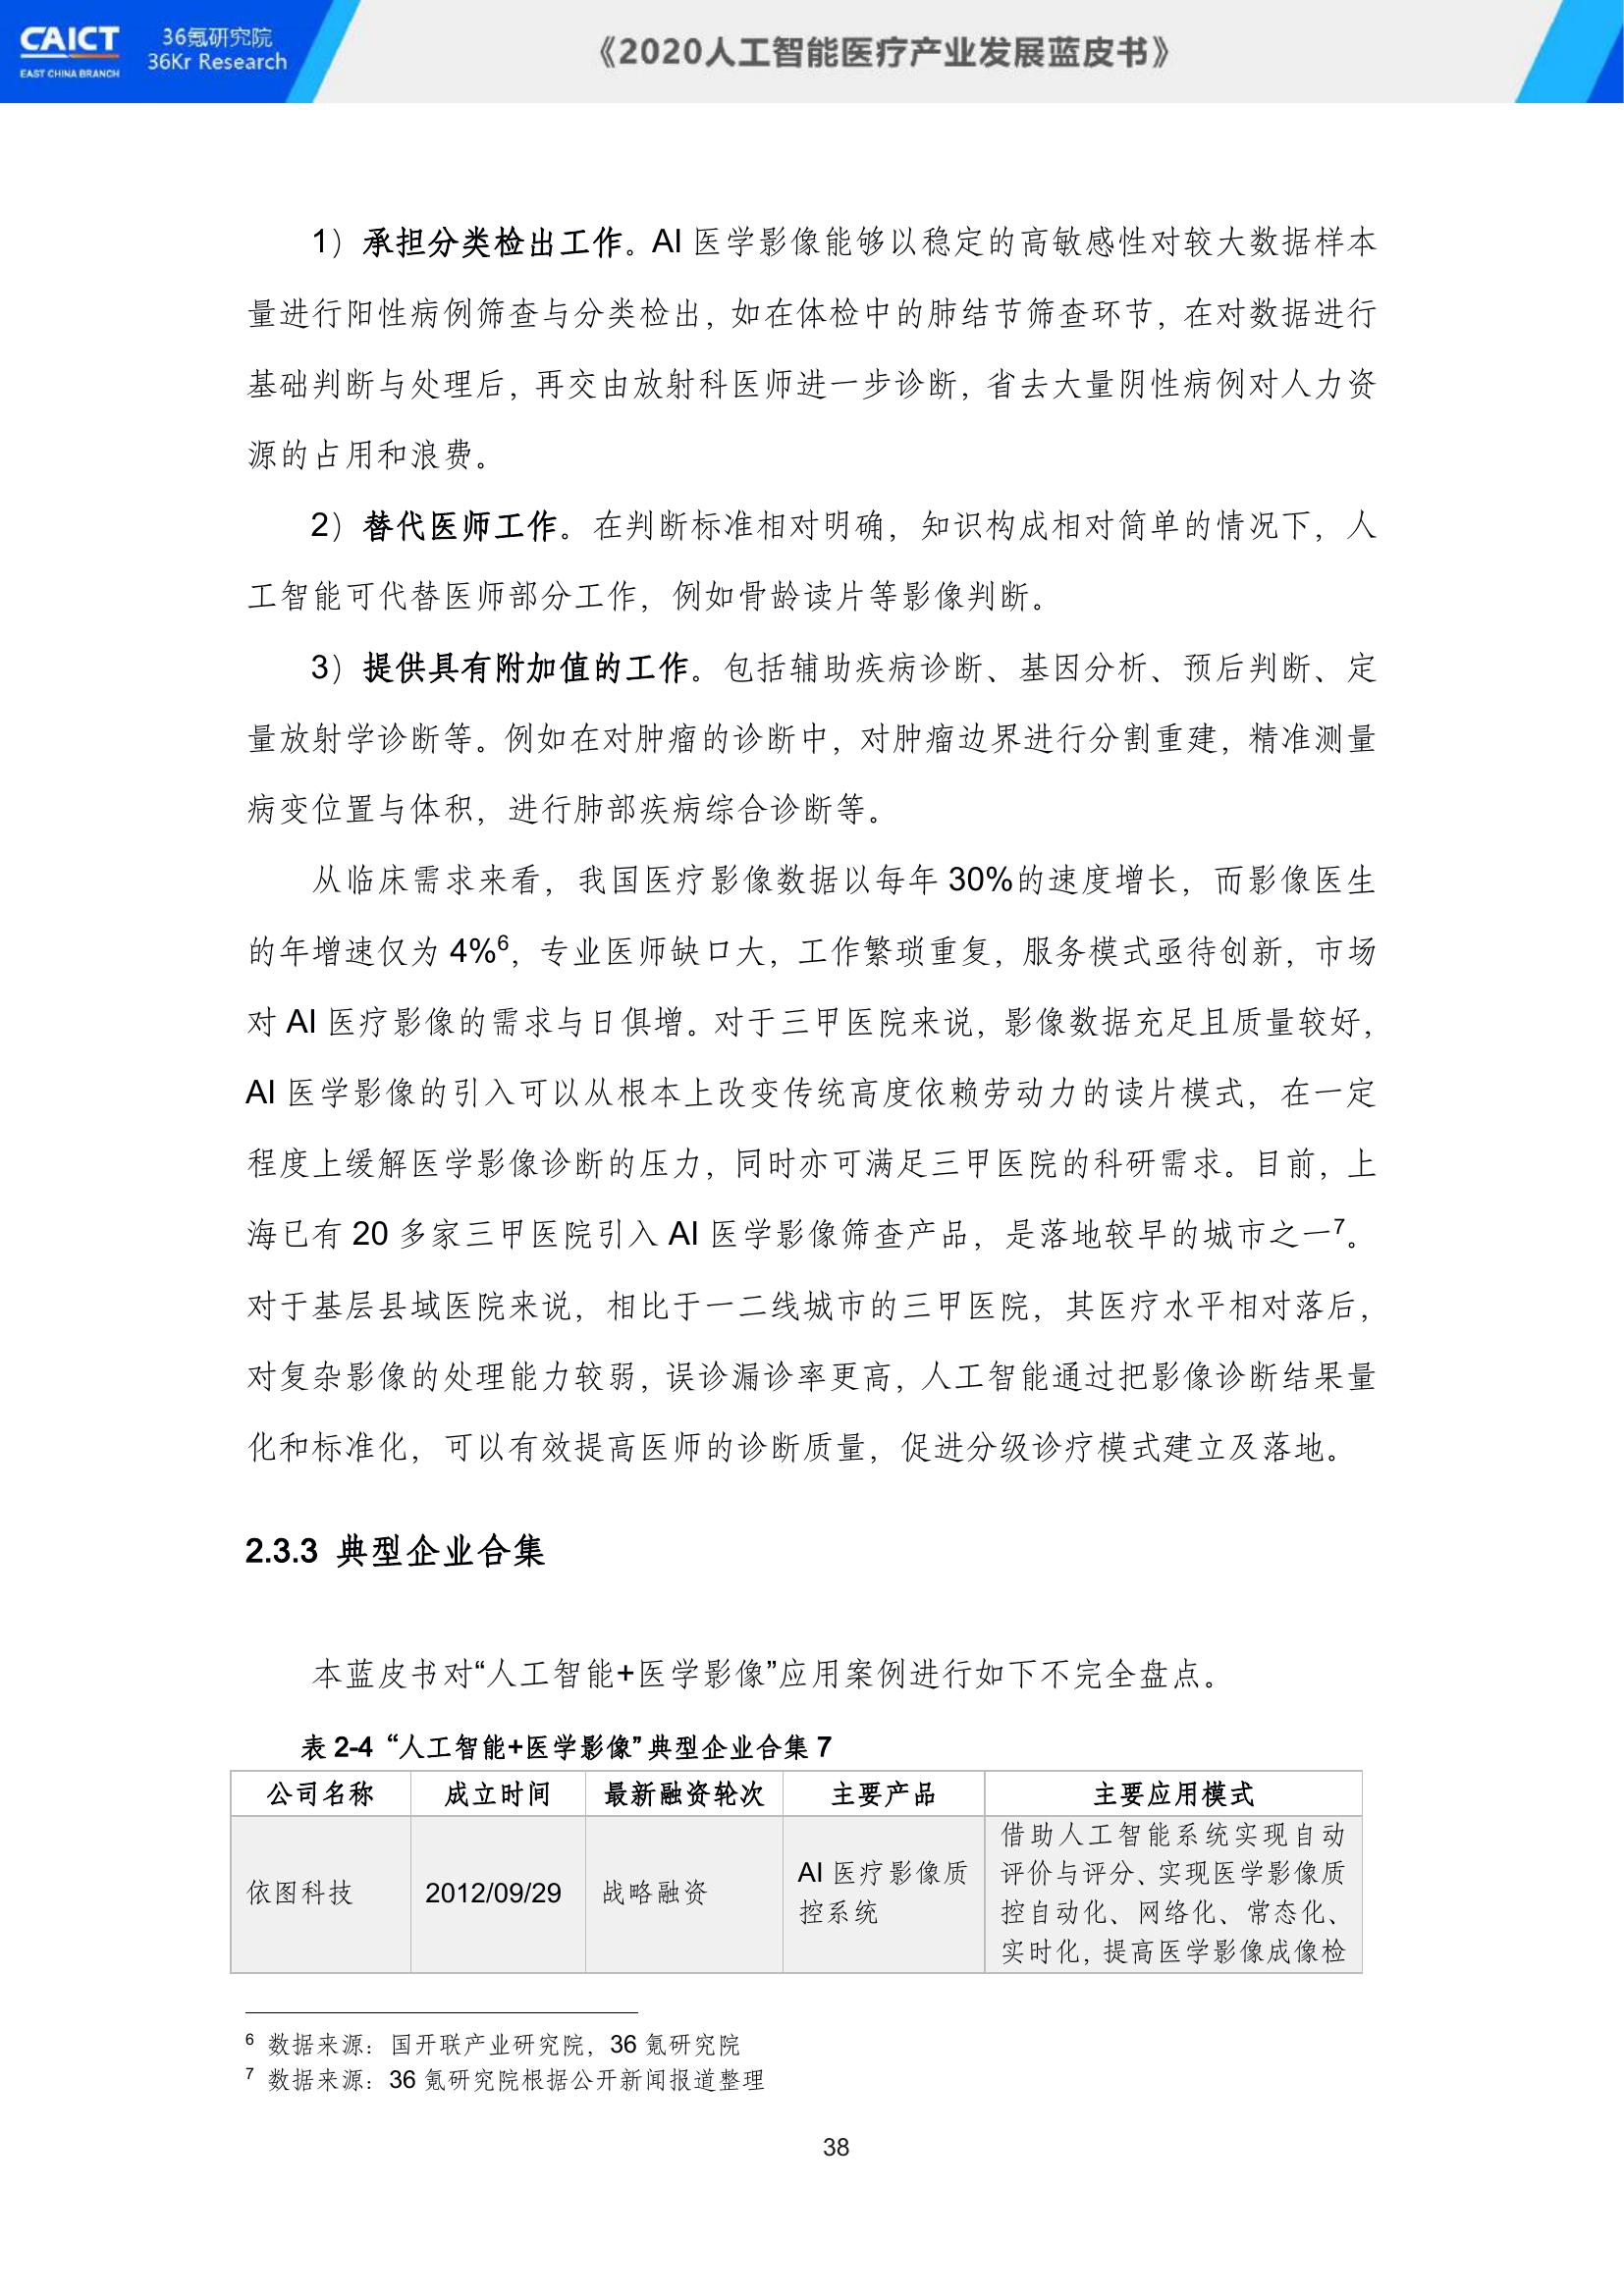 CAICT
EAST CHINA BRANCH
36氪研究院
36Kr Research
《2020人工智能医疗产业发展蓝皮书》
1）承担分类检出工作。AI 医学影像能够以稳定的高敏感性对较大数据样本
量进行阳性病例筛查与分类检出，如在体检中的肺结节筛查环节，在对数据进行
基础判断与处理后，再交由放射科医师进一步诊断，省去大量阴性病例对人力资
源的占用和浪费。
2）替代医师工作。在判断标准相对明确，知识构成相对简单的情况下，人
工智能可代替医师部分工作，例如骨龄读片等影像判断。
3）提供具有附加值的工作。包括辅助疾病诊断、基因分析、预后判断、定
量放射学诊断等。例如在对肿瘤的诊断中，对肿瘤边界进行分割重建，精准测量
病变位置与体积，进行肺部疾病综合诊断等。
从临床需求来看，我国医疗影像数据以每年 30%的速度增长，而影像医生
的年增速仅为 4%6，专业医师缺口大，工作繁琐重复，服务模式亟待创新，市场
对 AI 医疗影像的需求与日俱增。对于三甲医院来说，影像数据充足且质量较好，
AI 医学影像的引入可以从根本上改变传统高度依赖劳动力的读片模式，在一定
程度上缓解医学影像诊断的压力，同时亦可满足三甲医院的科研需求。目前，上
海已有 20 多家三甲医院引入 AI 医学影像筛查产品，是落地较早的城市之一7。
对于基层县域医院来说，相比于一二线城市的三甲医院，其医疗水平相对落后，
对复杂影像的处理能力较弱，误诊漏诊率更高，人工智能通过把影像诊断结果量
化和标准化，可以有效提高医师的诊断质量，促进分级诊疗模式建立及落地。
2.3.3 典型企业合集
本蓝皮书对“人工智能+医学影像”应用案例进行如下不完全盘点。
表 2-4 “人工智能+医学影像” 典型企业合集 7
公司名称 成立时间 最新融资轮次 主要产品 主要应用模式
依图科技 2012/09/29 战略融资
AI 医疗影像质
控系统
借助人工智能系统实现自动
评价与评分、实现医学影像质
控自动化、网络化、常态化、
实时化，提高医学影像成像检
6 数据来源：国开联产业研究院，36 氪研究院
7 数据来源：36 氪研究院根据公开新闻报道整理
38